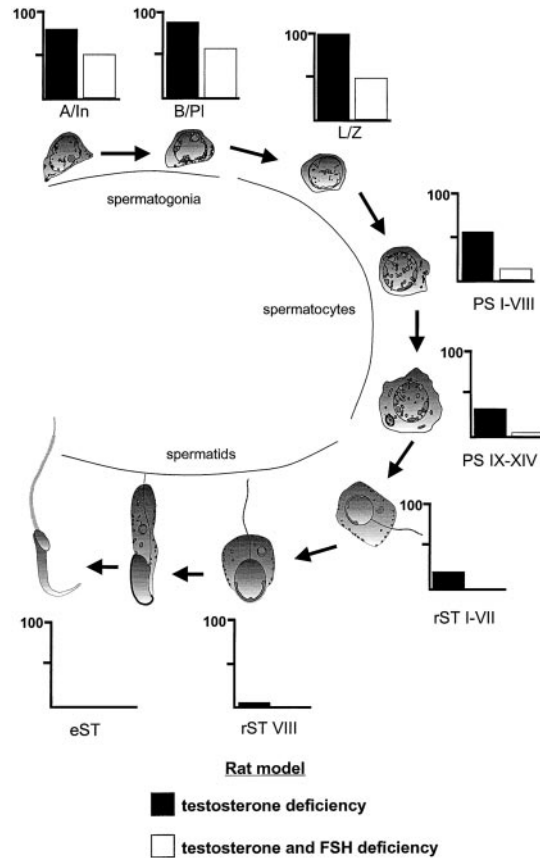 100
100
100
A/In
B/Pl
L/Z
spermatogonia
100
spermatocytes
PS I-VIII
100
spermatids
PS IX-XIV
100
rST I-VII
100
100
eST
rST VIII
Rat model
testosterone deficiency
testosterone and FSH deficiency